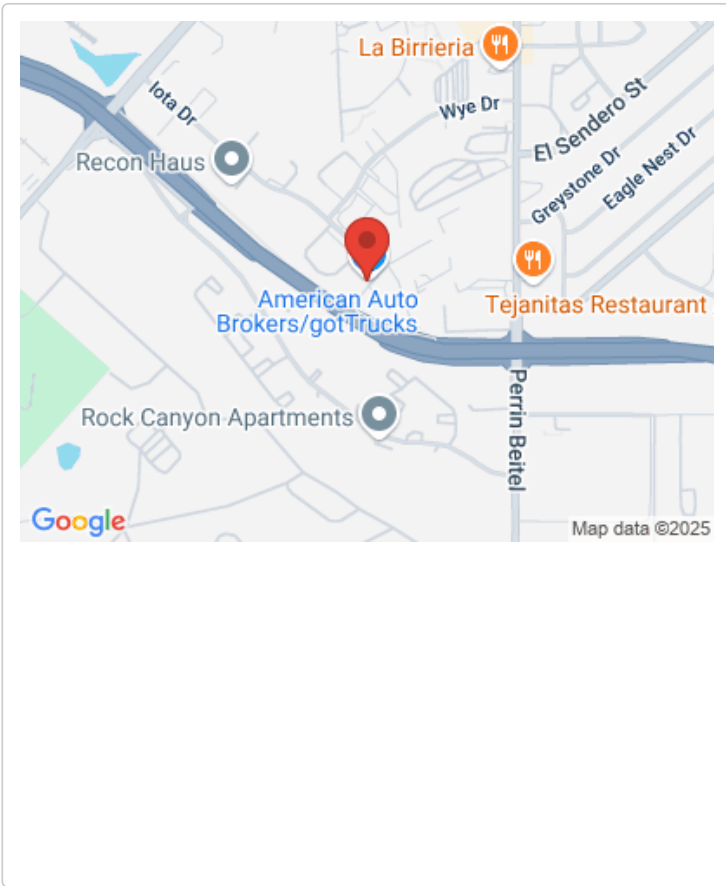 La Birrieria
Iota Dr
Wye Dr
El Sendero St
Recon Haus
Greystone Dr
Eagle Nest Dr
American Auto
Brokers/gotTrucks
Tejanitas Restaurant
Rock Canyon Apartments
Perrin Beitel
Google
Map data ©2025